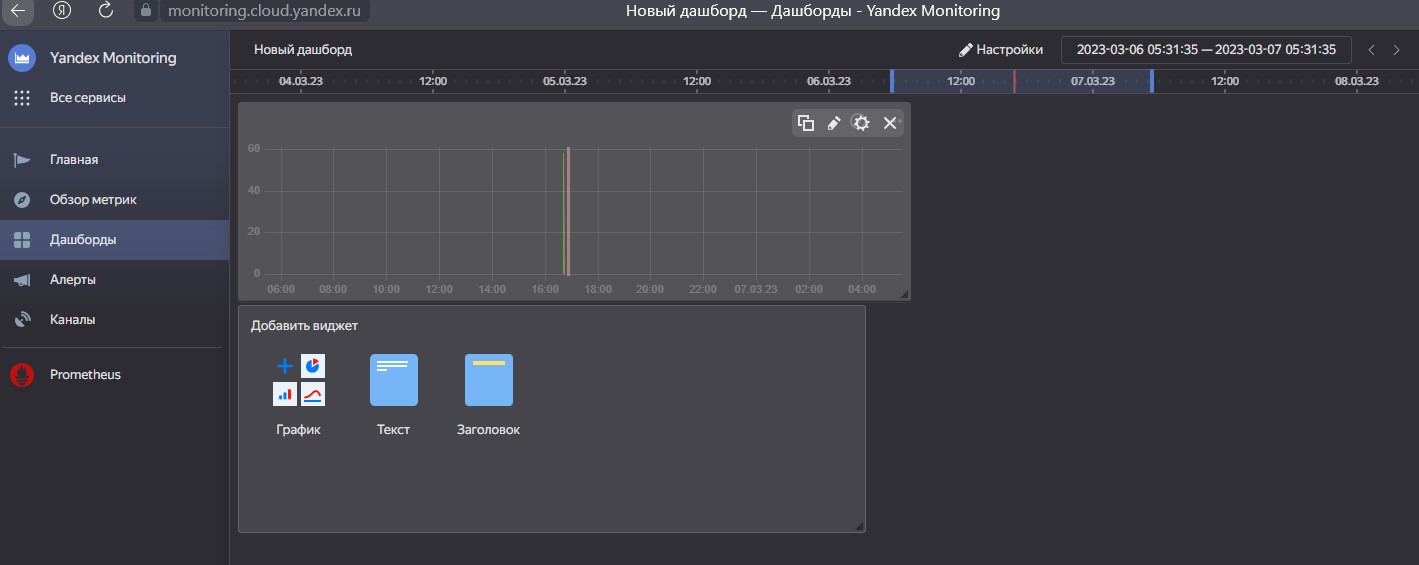 monitoring.cloud.yandex.ru
Новый дашборд — Дашборды - Yandex Monitoring
Yandex Monitoring
Все сервисы
Главная
Обзор метрик
Дашборды
Алерты
Каналы
Prometheus
Новый дашборд
Настройки
2023-03-06 05:31:35 — 2023-03-07 05:31:35
04.03.23 12:00 05.03.23 12:00 06.03.23 12:00 07.03.23 12:00 08.03.23
60
40
20
0
06:00 08:00 10:00 12:00 14:00 16:00 18:00 20:00 22:00 07.03.23 02:00 04:00
Добавить виджет
График Текст Заголовок